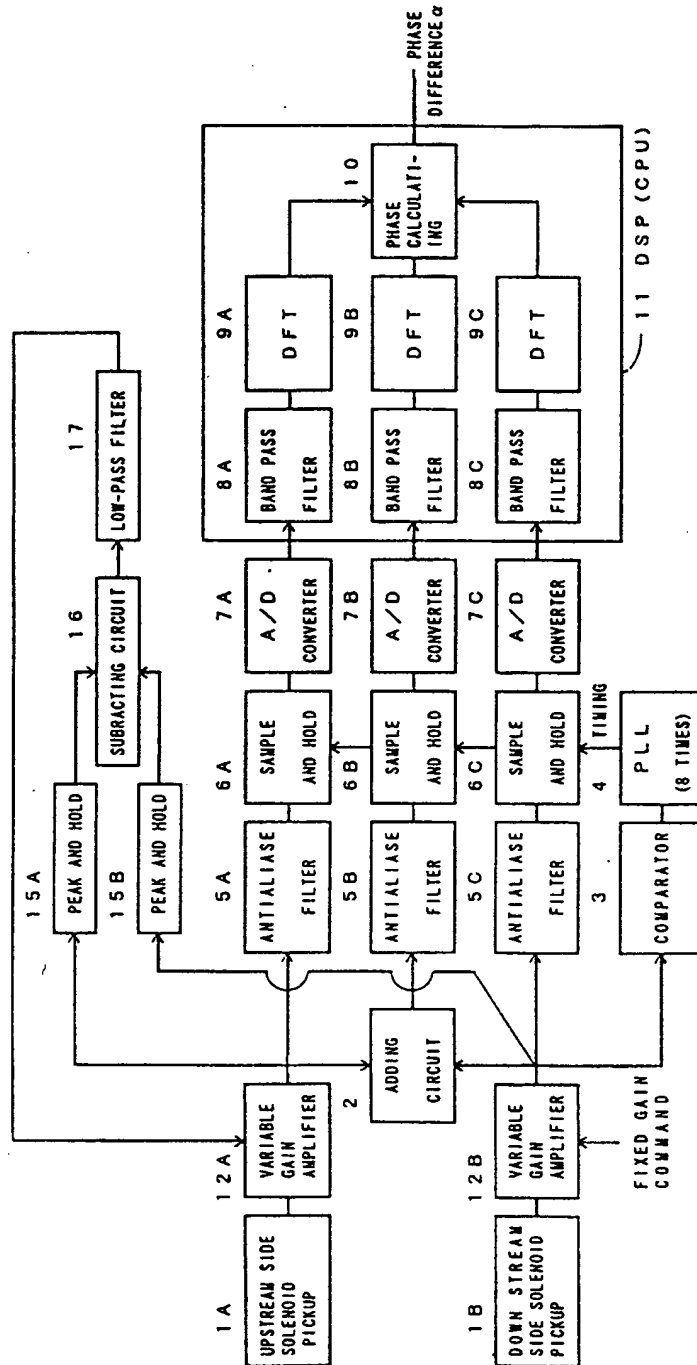 15A
PEAK AND HOLD
15B
PEAK AND HOLD
16
SUBRACTING CIRCUIT
17
LOW-PASS FILTER
1A
UPSTREAM SIDE
SOLENOID
PICKUP
12A
VARIABLE
GAIN
AMPLIFIER
5A
ANTIALIASE
FILTER
6A
SAMPLE
AND HOLD
7A
A/D
CONVERTER
8A
BAND PASS
FILTER
9A
DFT
2
ADDING
CIRCUIT
5B
ANTIALIASE
FILTER
6B
SAMPLE
AND HOLD
7B
A/D
CONVERTER
8B
BAND PASS
FILTER
9B
DFT
10
PHASE
CALCULATI-
ING
PHASE
DIFFERENCE α
1B
DOWN STREAM
SIDE SOLENOID
PICKUP
12B
VARIABLE
GAIN
AMPLIFIER
FIXED GAIN
COMMAND
5C
ANTIALIASE
FILTER
6C
SAMPLE
AND HOLD
7C
A/D
CONVERTER
8C
BAND PASS
FILTER
9C
DFT
3
COMPARATOR
4
TIMING
PLL
(8 TIMES)
11 DSP (CPU)